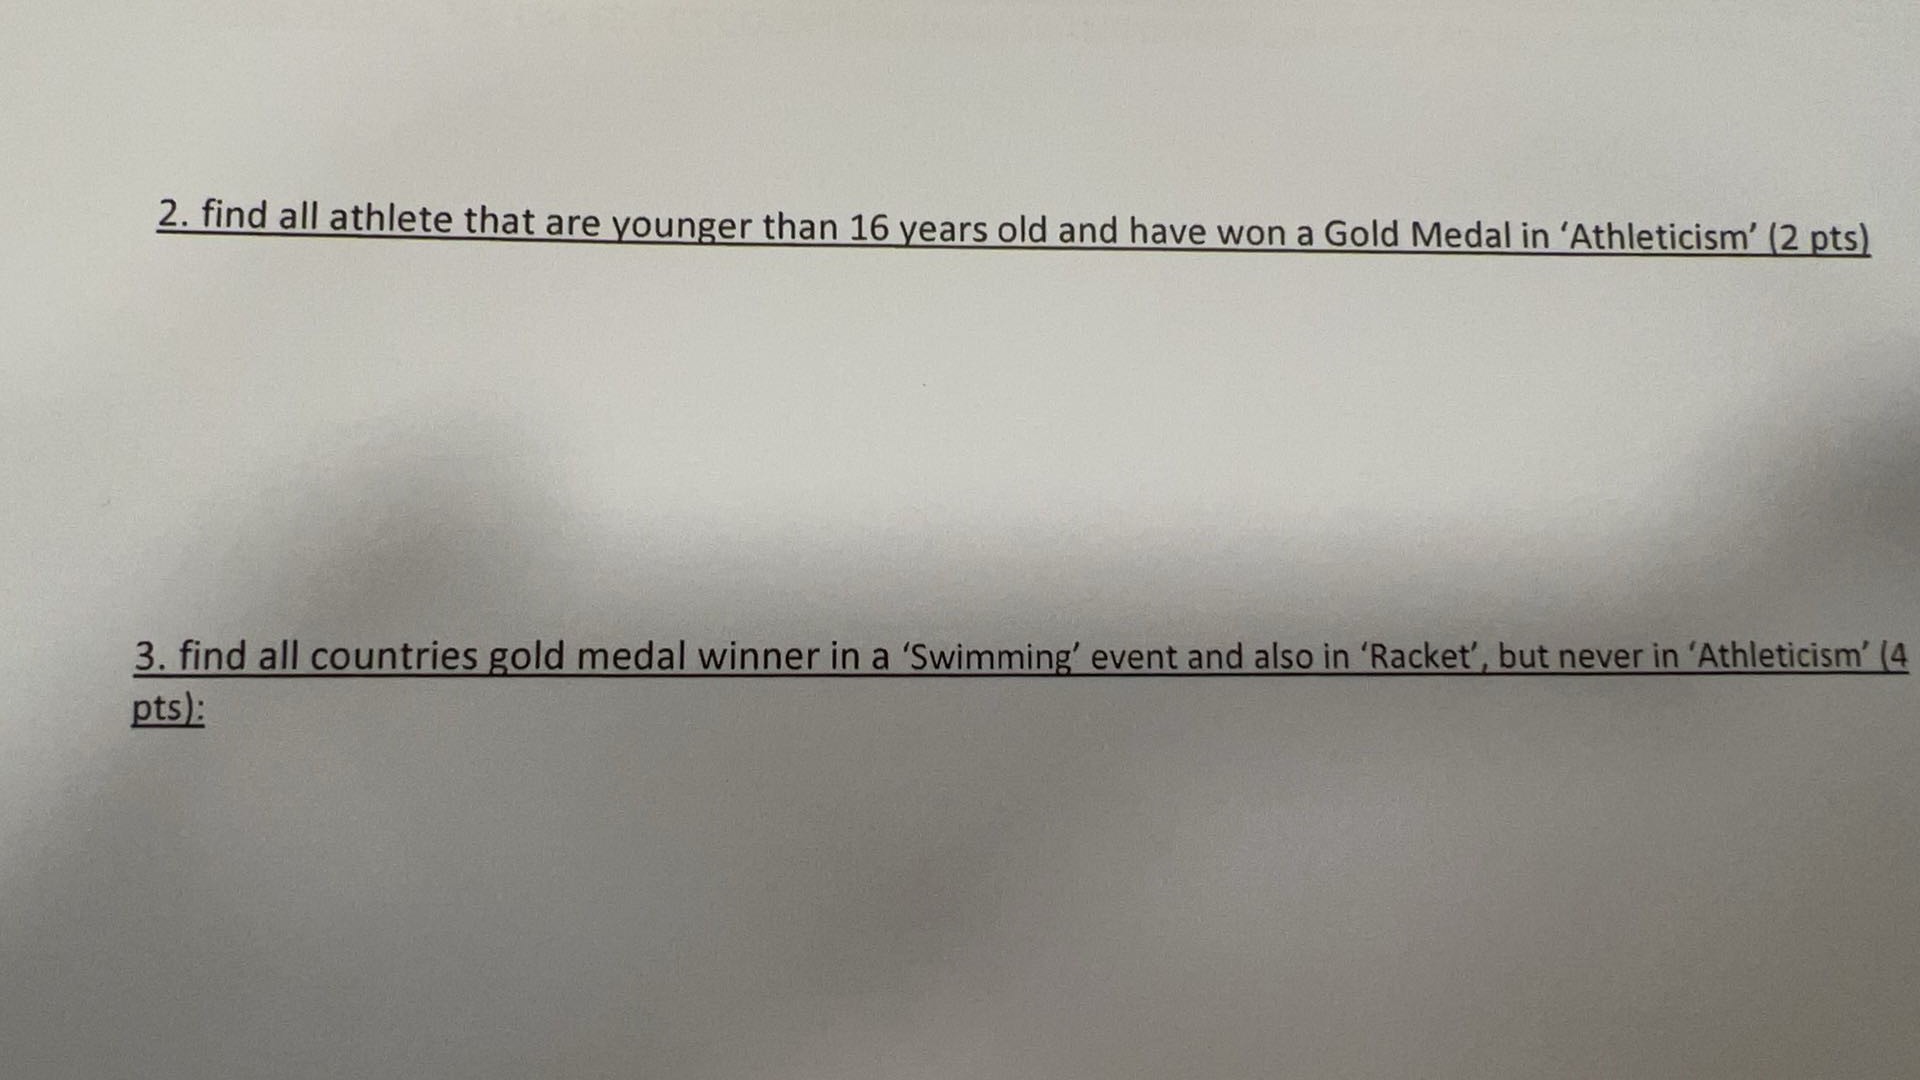 2. find all athlete that are younger than 16 years old and have won a Gold Medal in ‘Athleticism’ (2 pts)
3. find all countries gold medal winner in a ‘Swimming’ event and also in ‘Racket’, but never in ‘Athleticism’ (4
pts):